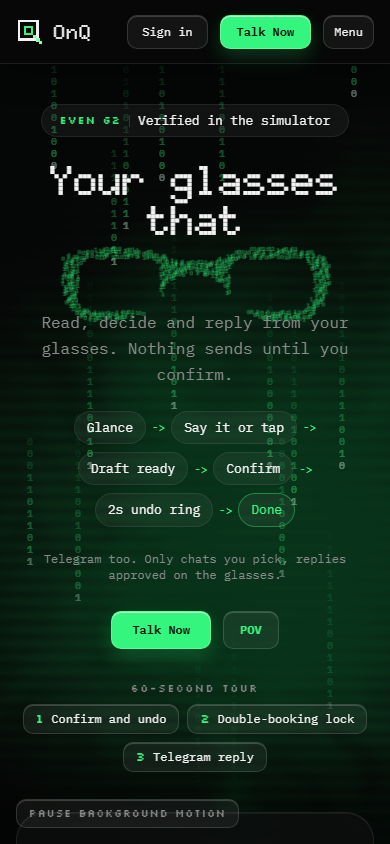 OnQ
Sign in
Talk Now
Menu
EVEN G2
Verified in the simulator
Your glasses
that
Read, decide and reply from your
glasses. Nothing sends until you
confirm.
Glance -> Say it or tap ->
Draft ready -> Confirm ->
2s undo ring -> Done
Telegram too. Only chats you pick, replies
approved on the glasses.
Talk Now
POV
60-SECOND TOUR
1 Confirm and undo
2 Double-booking lock
3 Telegram reply
PAUSE BACKGROUND MOTION